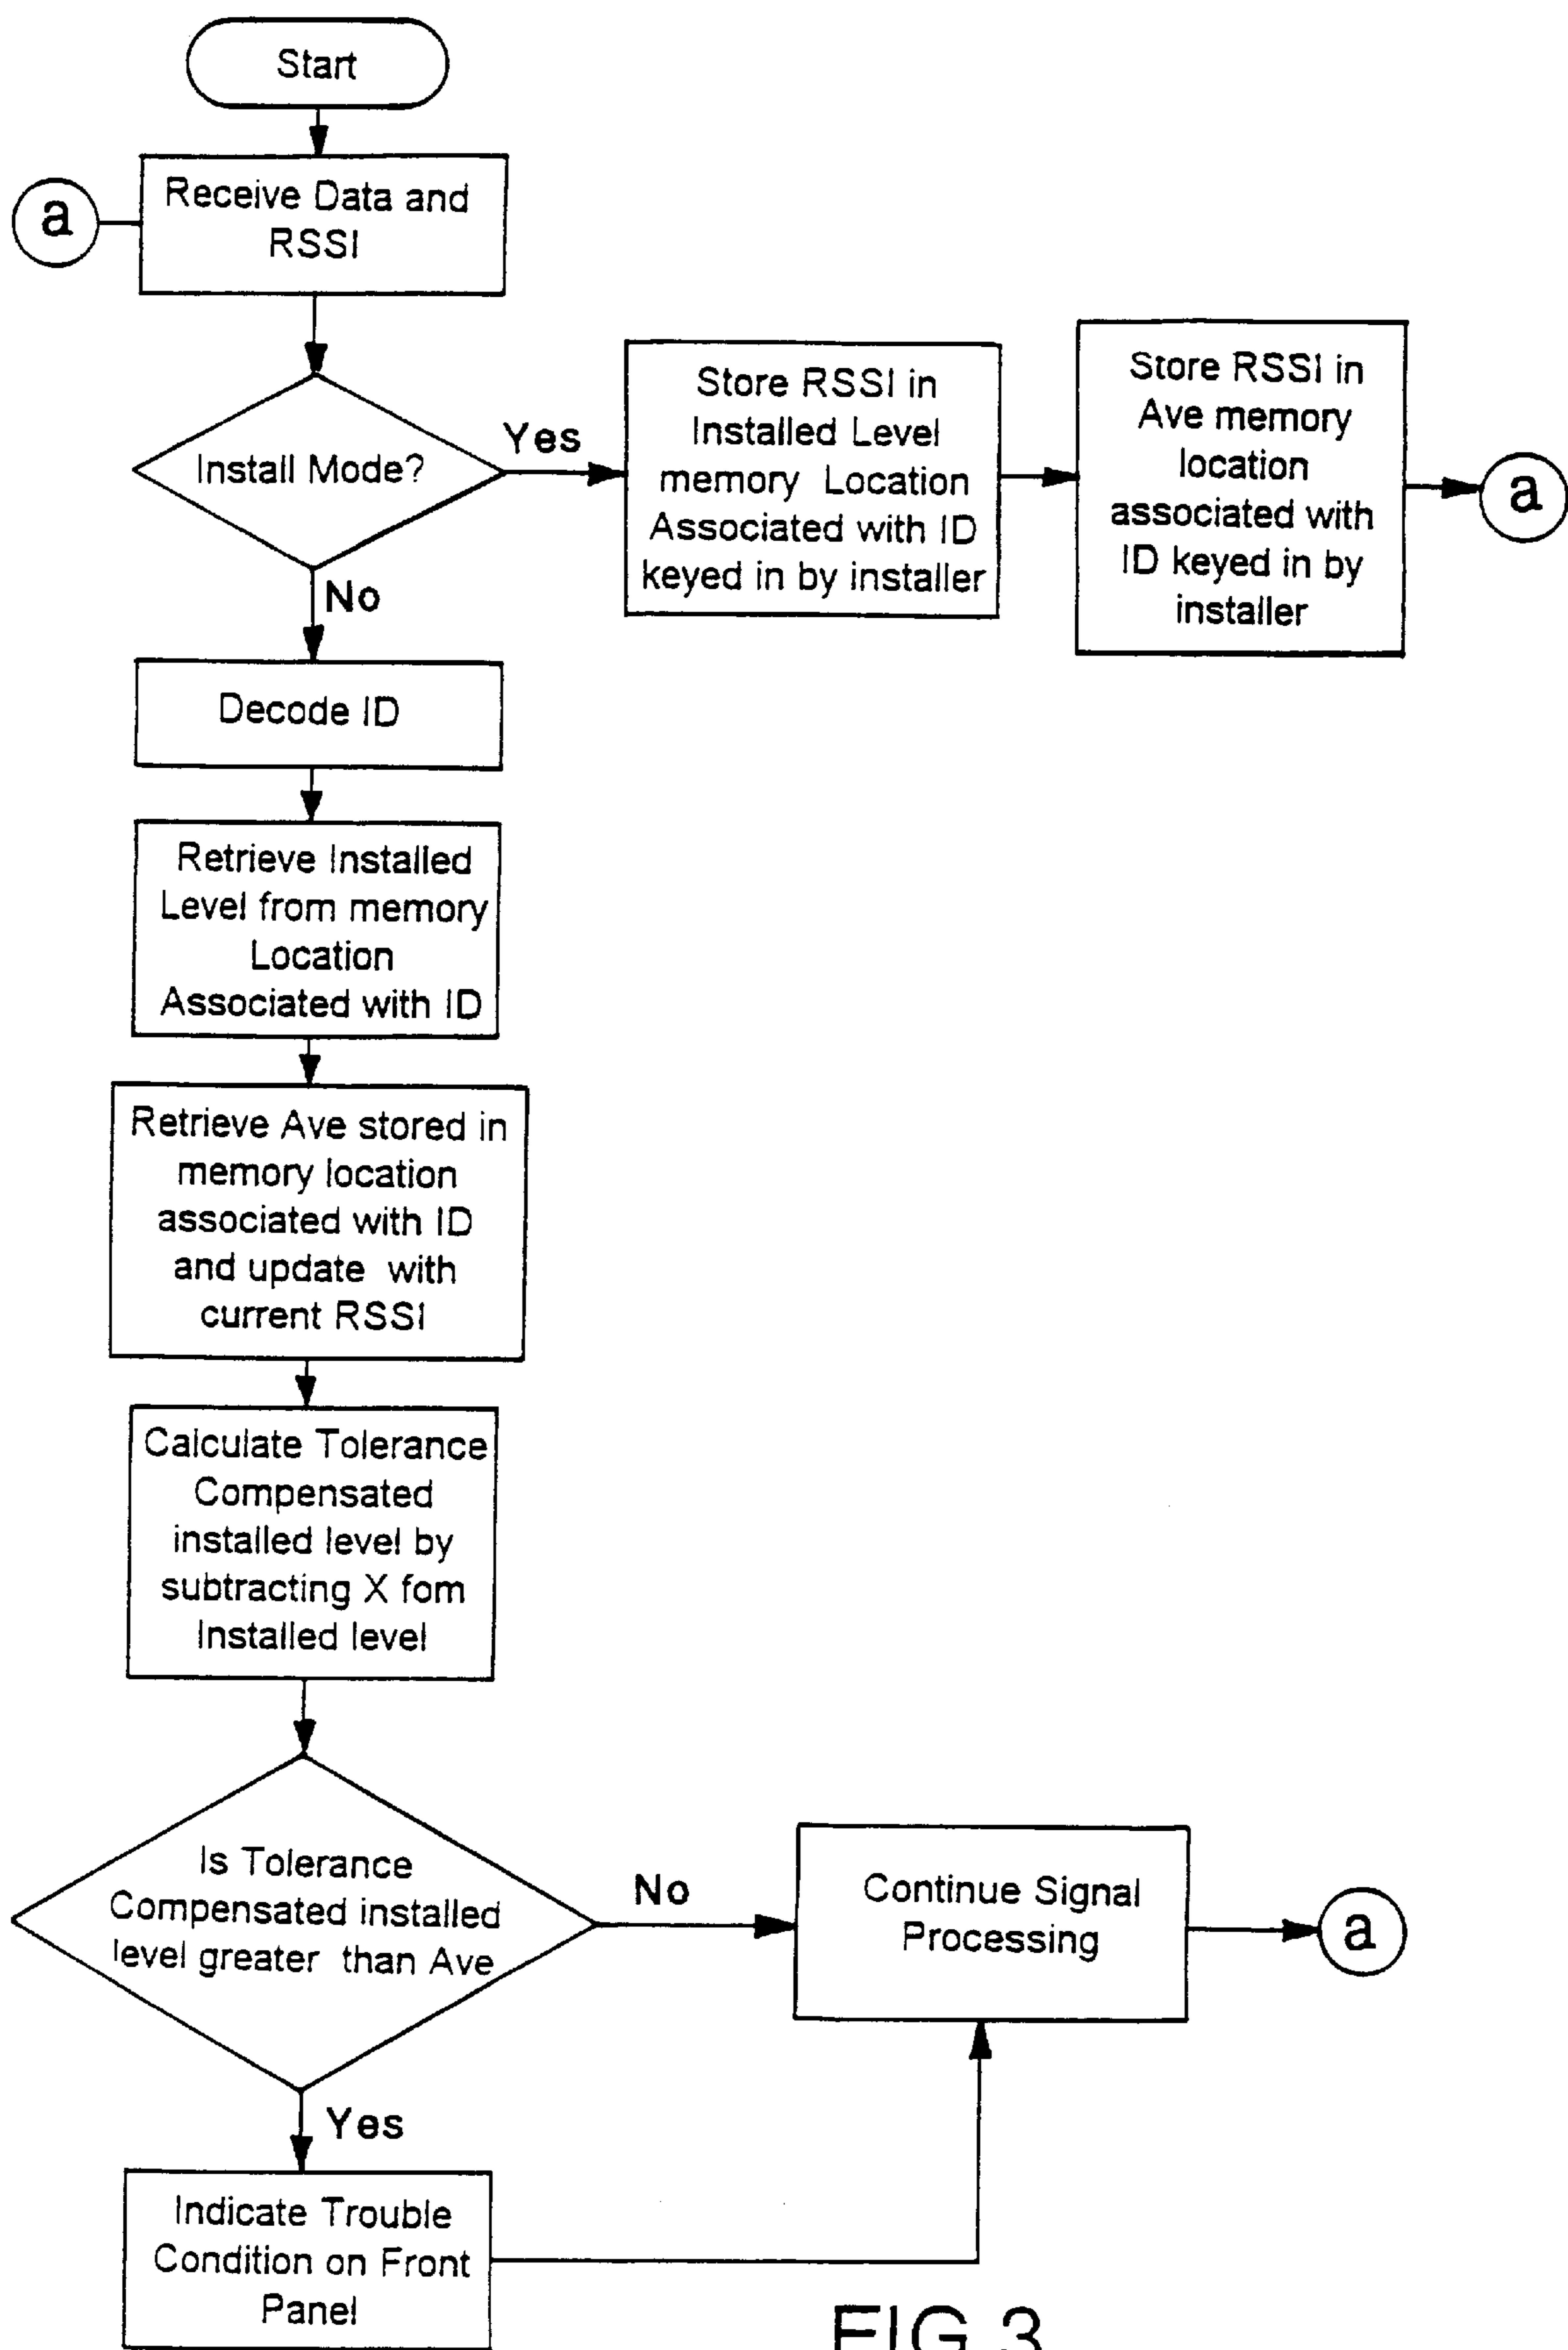 Start
a
Receive Data and
RSSI
Install Mode?
Yes
No
Store RSSI in
Installed Level
memory Location
Associated with ID
keyed in by installer
Store RSSI in
Ave memory
location
associated with
ID keyed in by
installer
a
Decode ID
Retrieve Installed
Level from memory
Location
Associated with ID
Retrieve Ave stored in
memory location
associated with ID
and update with
current RSSI
Calculate Tolerance
Compensated
installed level by
subtracting X fom
Installed level
Is Tolerance
Compensated installed
level greater than Ave
No
Continue Signal
Processing
a
Yes
Indicate Trouble
Condition on Front
Panel
FIG.3